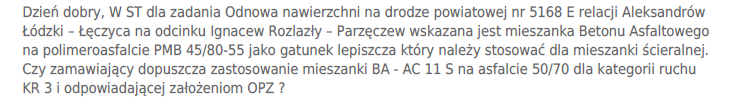 Dzień dobry, W ST dla zadania Odnowa nawierzchni na drodze powiatowej nr 5168 E relacji Aleksandrów
Łódzki – Łęczyca na odcinku Ignacew Rozlazły – Parzęczew wskazana jest mieszanka Betonu Asfaltowego
na polimeroasfalcie PMB 45/80-55 jako gatunek lepiszcza który należy stosować dla mieszanki ścieralnej.
Czy zamawiający dopuszcza zastosowanie mieszanki BA - AC 11 S na asfalcie 50/70 dla kategorii ruchu
KR 3 i odpowiadającej założeniom OPZ ?